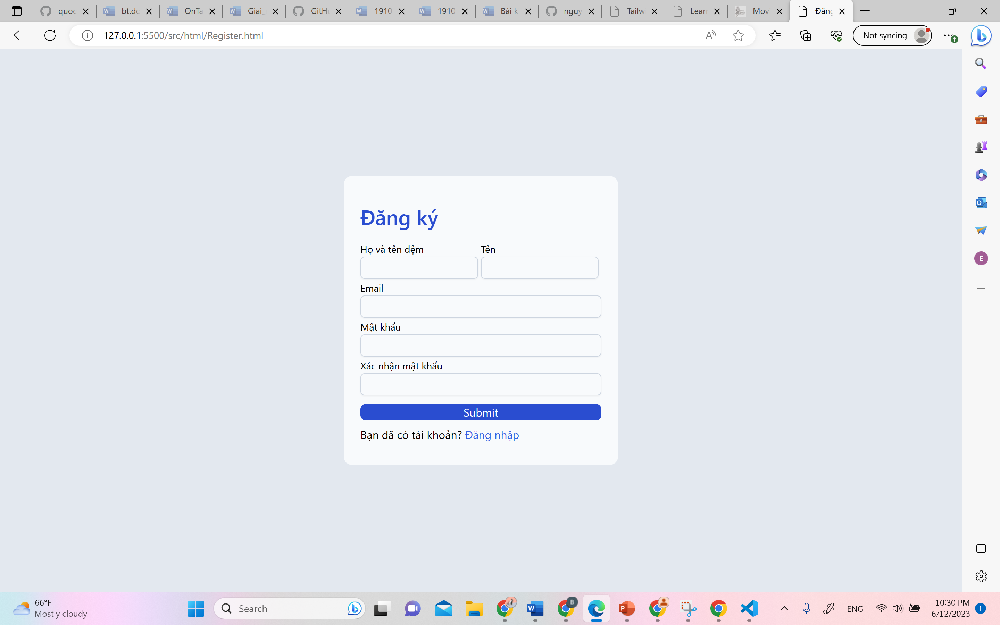 quoc
bt.do
OnTa
Giai_
GitH
1910
1910
Bài k
nguy
Tailw
Lear
Movi
Đăng
127.0.0.1:5500/src/html/Register.html
Not syncing
Đăng ký
Họ và tên đệm
Tên
Email
Mật khẩu
Xác nhận mật khẩu
Submit
Bạn đã có tài khoản? Đăng nhập
E
66°F
Mostly cloudy
Search
B
ENG
10:30 PM
6/12/2023
1